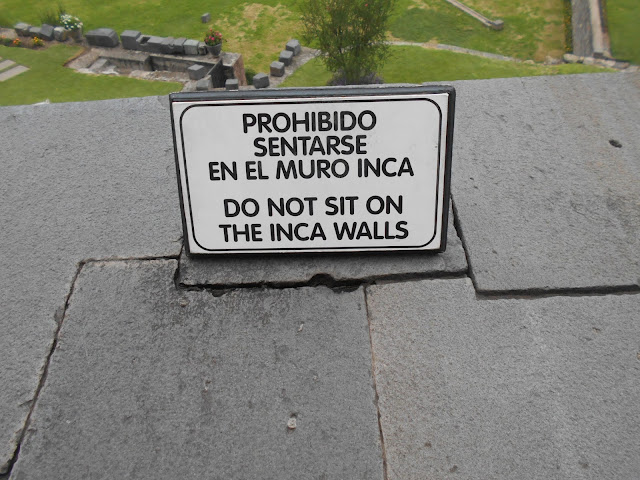 PROHIBIDO
SENTARSE
EN EL MURO INCA
DO NOT SIT ON
THE INCA WALLS